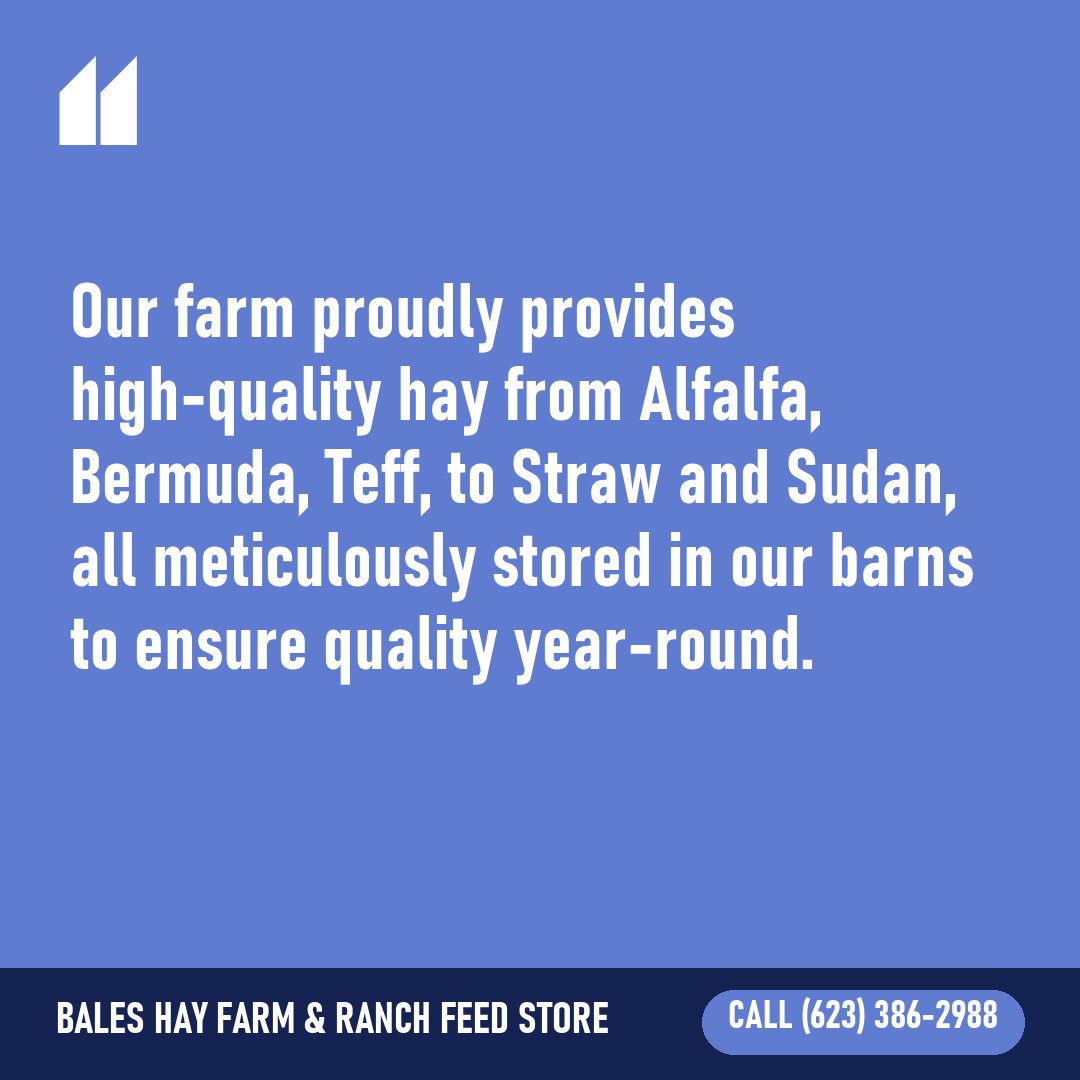 Our farm proudly provides
high-quality hay from Alfalfa,
Bermuda, Teff, to Straw and Sudan,
all meticulously stored in our barns
to ensure quality year-round.
BALES HAY FARM & RANCH FEED STORE
CALL (623) 386-2988